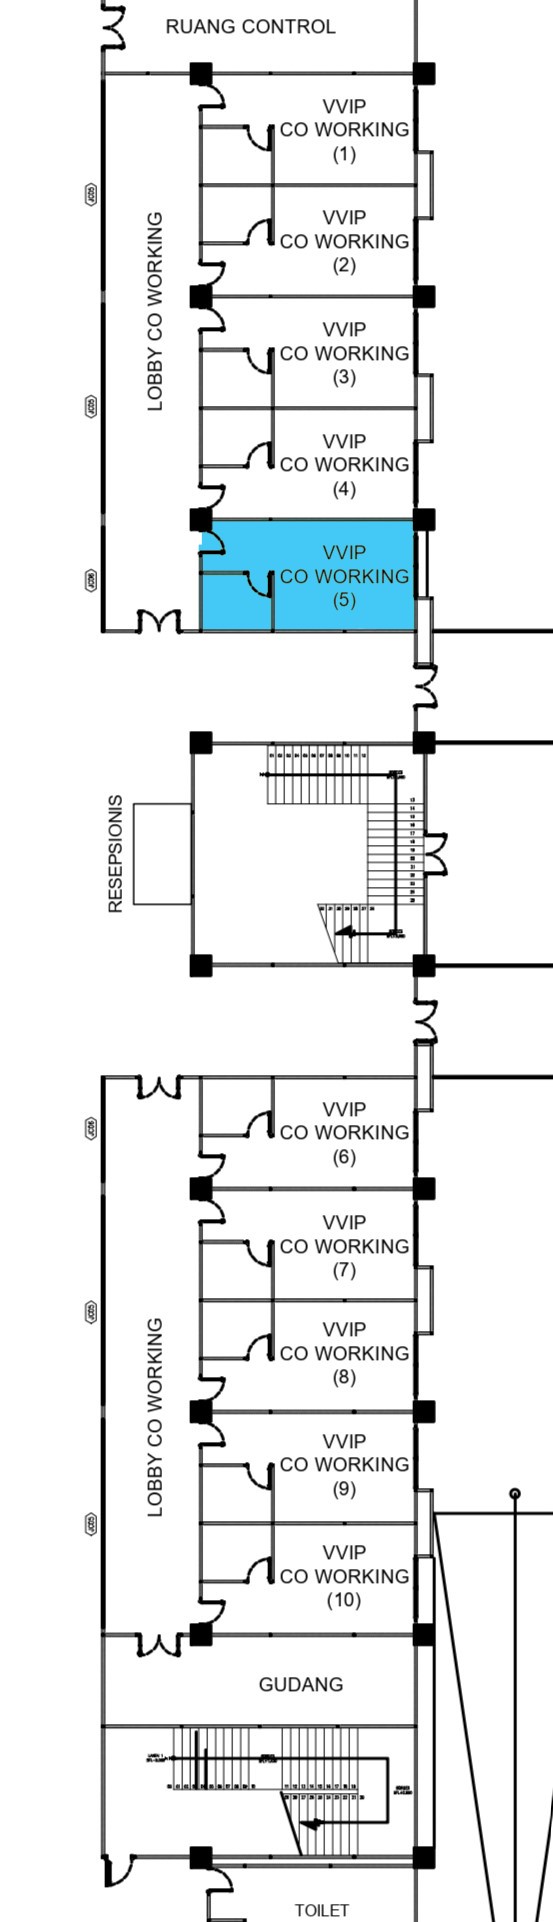 RUANG CONTROL
VVIP
CO WORKING
(1)
VVIP
CO WORKING
(2)
LOBBY CO WORKING
VVIP
CO WORKING
(3)
VVIP
CO WORKING
(4)
VVIP
CO WORKING
(5)
RESEPSIONIS
VVIP
CO WORKING
(6)
VVIP
CO WORKING
(7)
LOBBY CO WORKING
VVIP
CO WORKING
(8)
VVIP
CO WORKING
(9)
VVIP
CO WORKING
(10)
GUDANG
TOILET